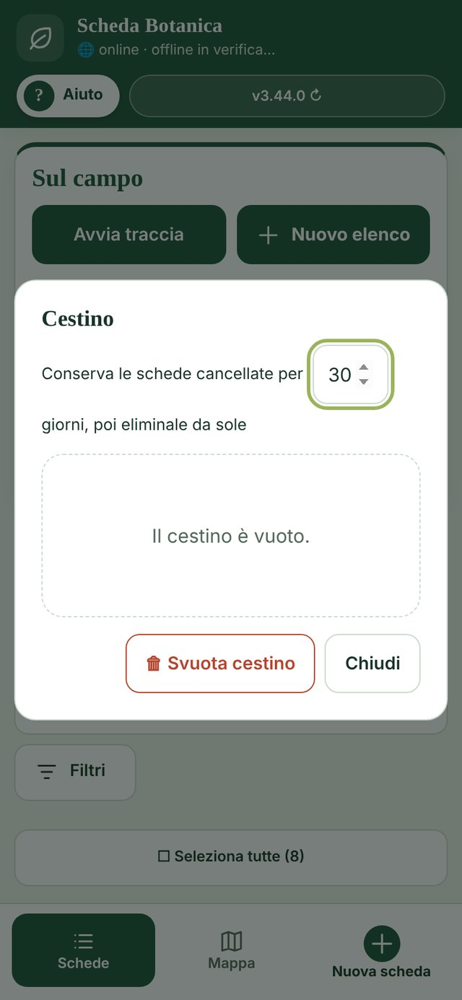 Scheda Botanica
🌐 online · offline in verifica...
? Aiuto
v3.44.0 ↻
Sul campo
Avvia traccia
+ Nuovo elenco
Cestino
Conserva le schede cancellate per 30
giorni, poi eliminale da sole
Il cestino è vuoto.
🗑 Svuota cestino
Chiudi
Filtri
☐ Seleziona tutte (8)
Schede
Mappa
Nuova scheda